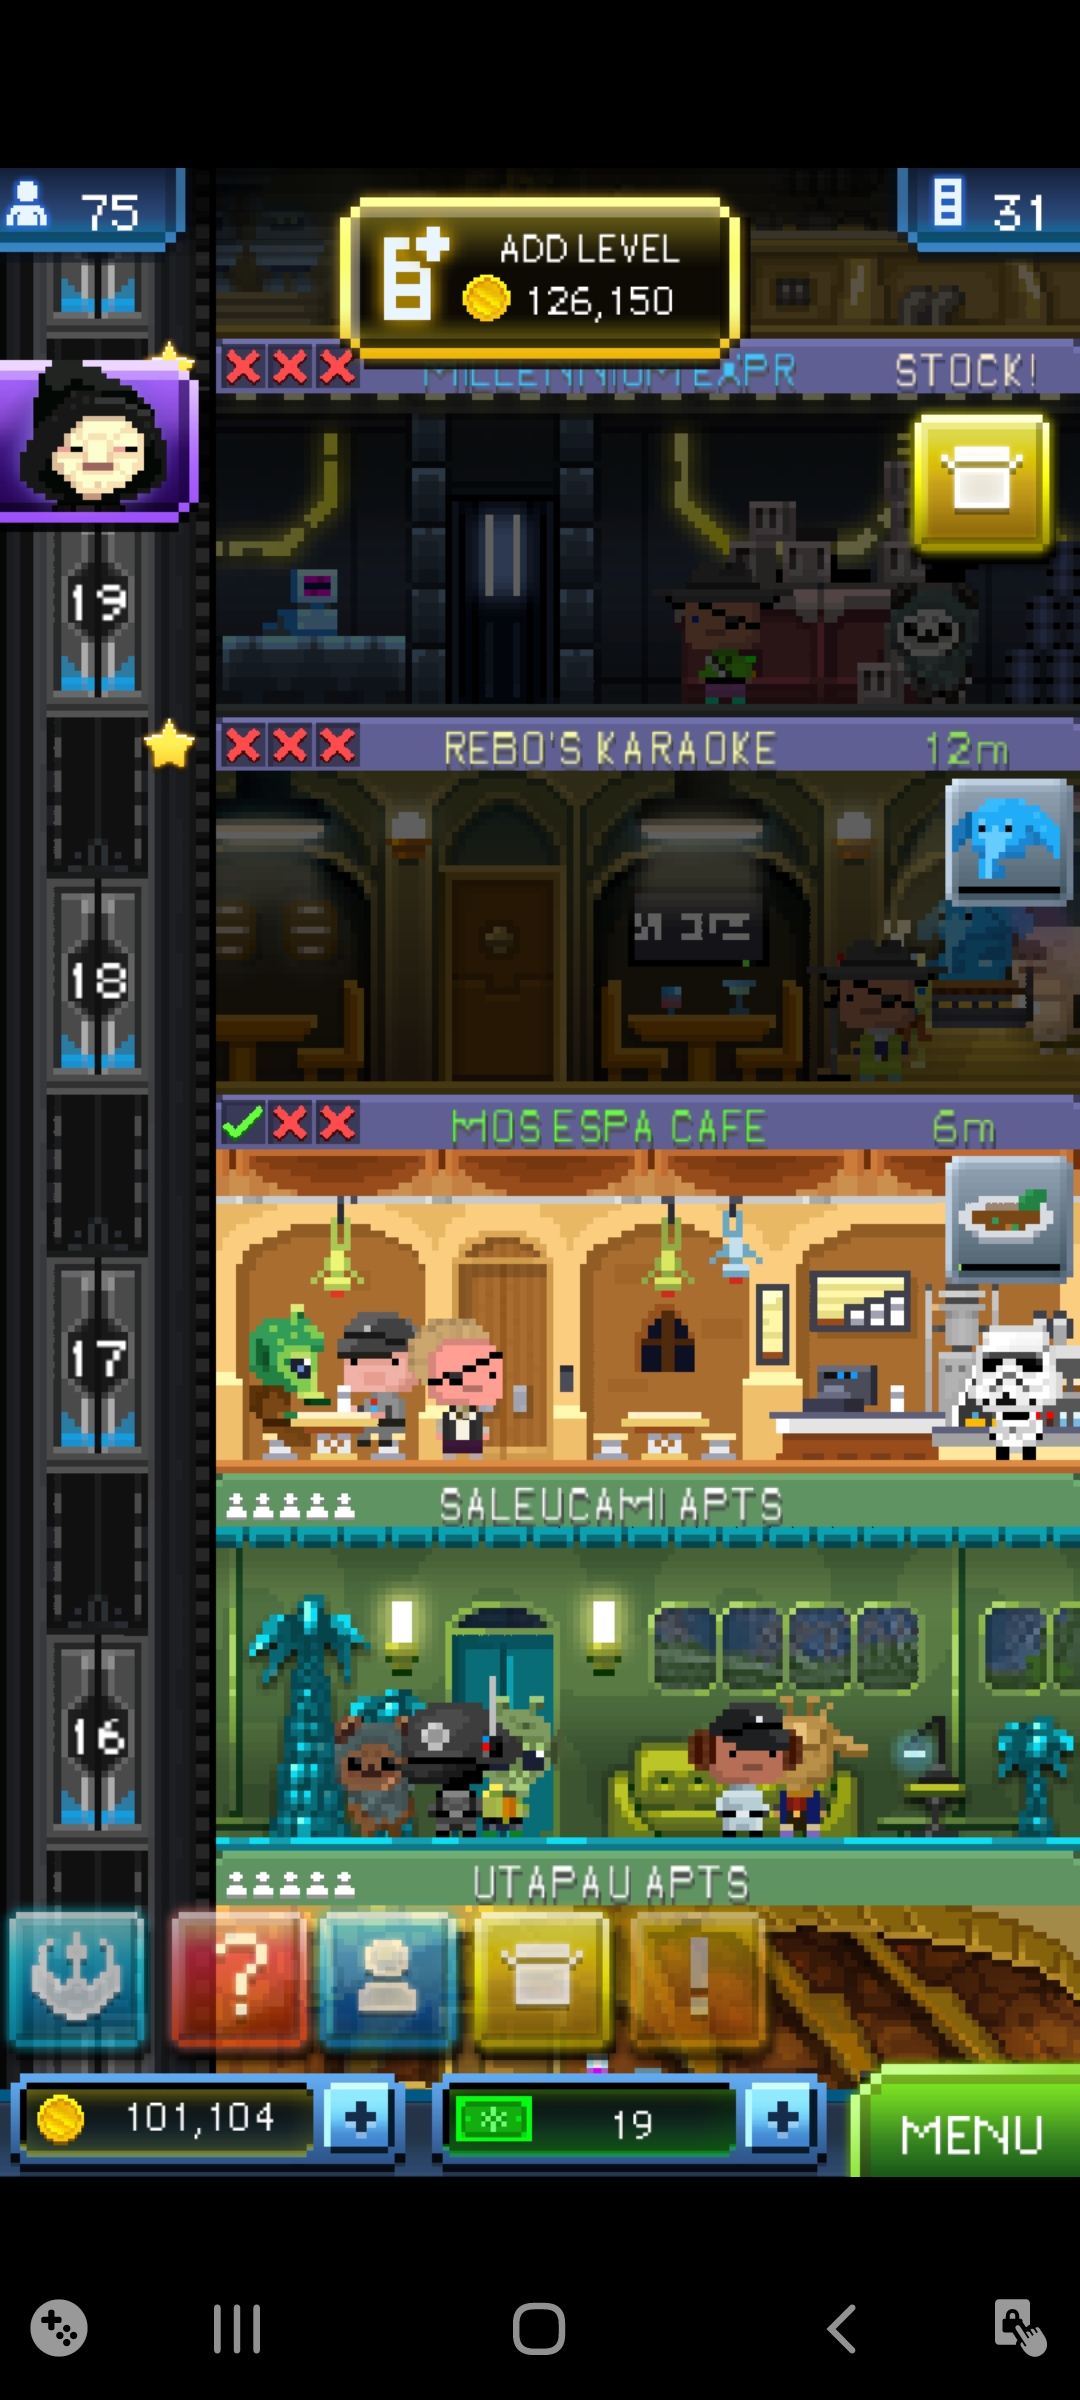 75
31
ADD LEVEL
126,150
MILLENNIUM EXPR STOCK!
19
REBO'S KARAOKE 12m
18
MOS ESPA CAFE 6m
17
SALEUCAMI APTS
16
UTAPAU APTS
?
!
101,104
19
MENU